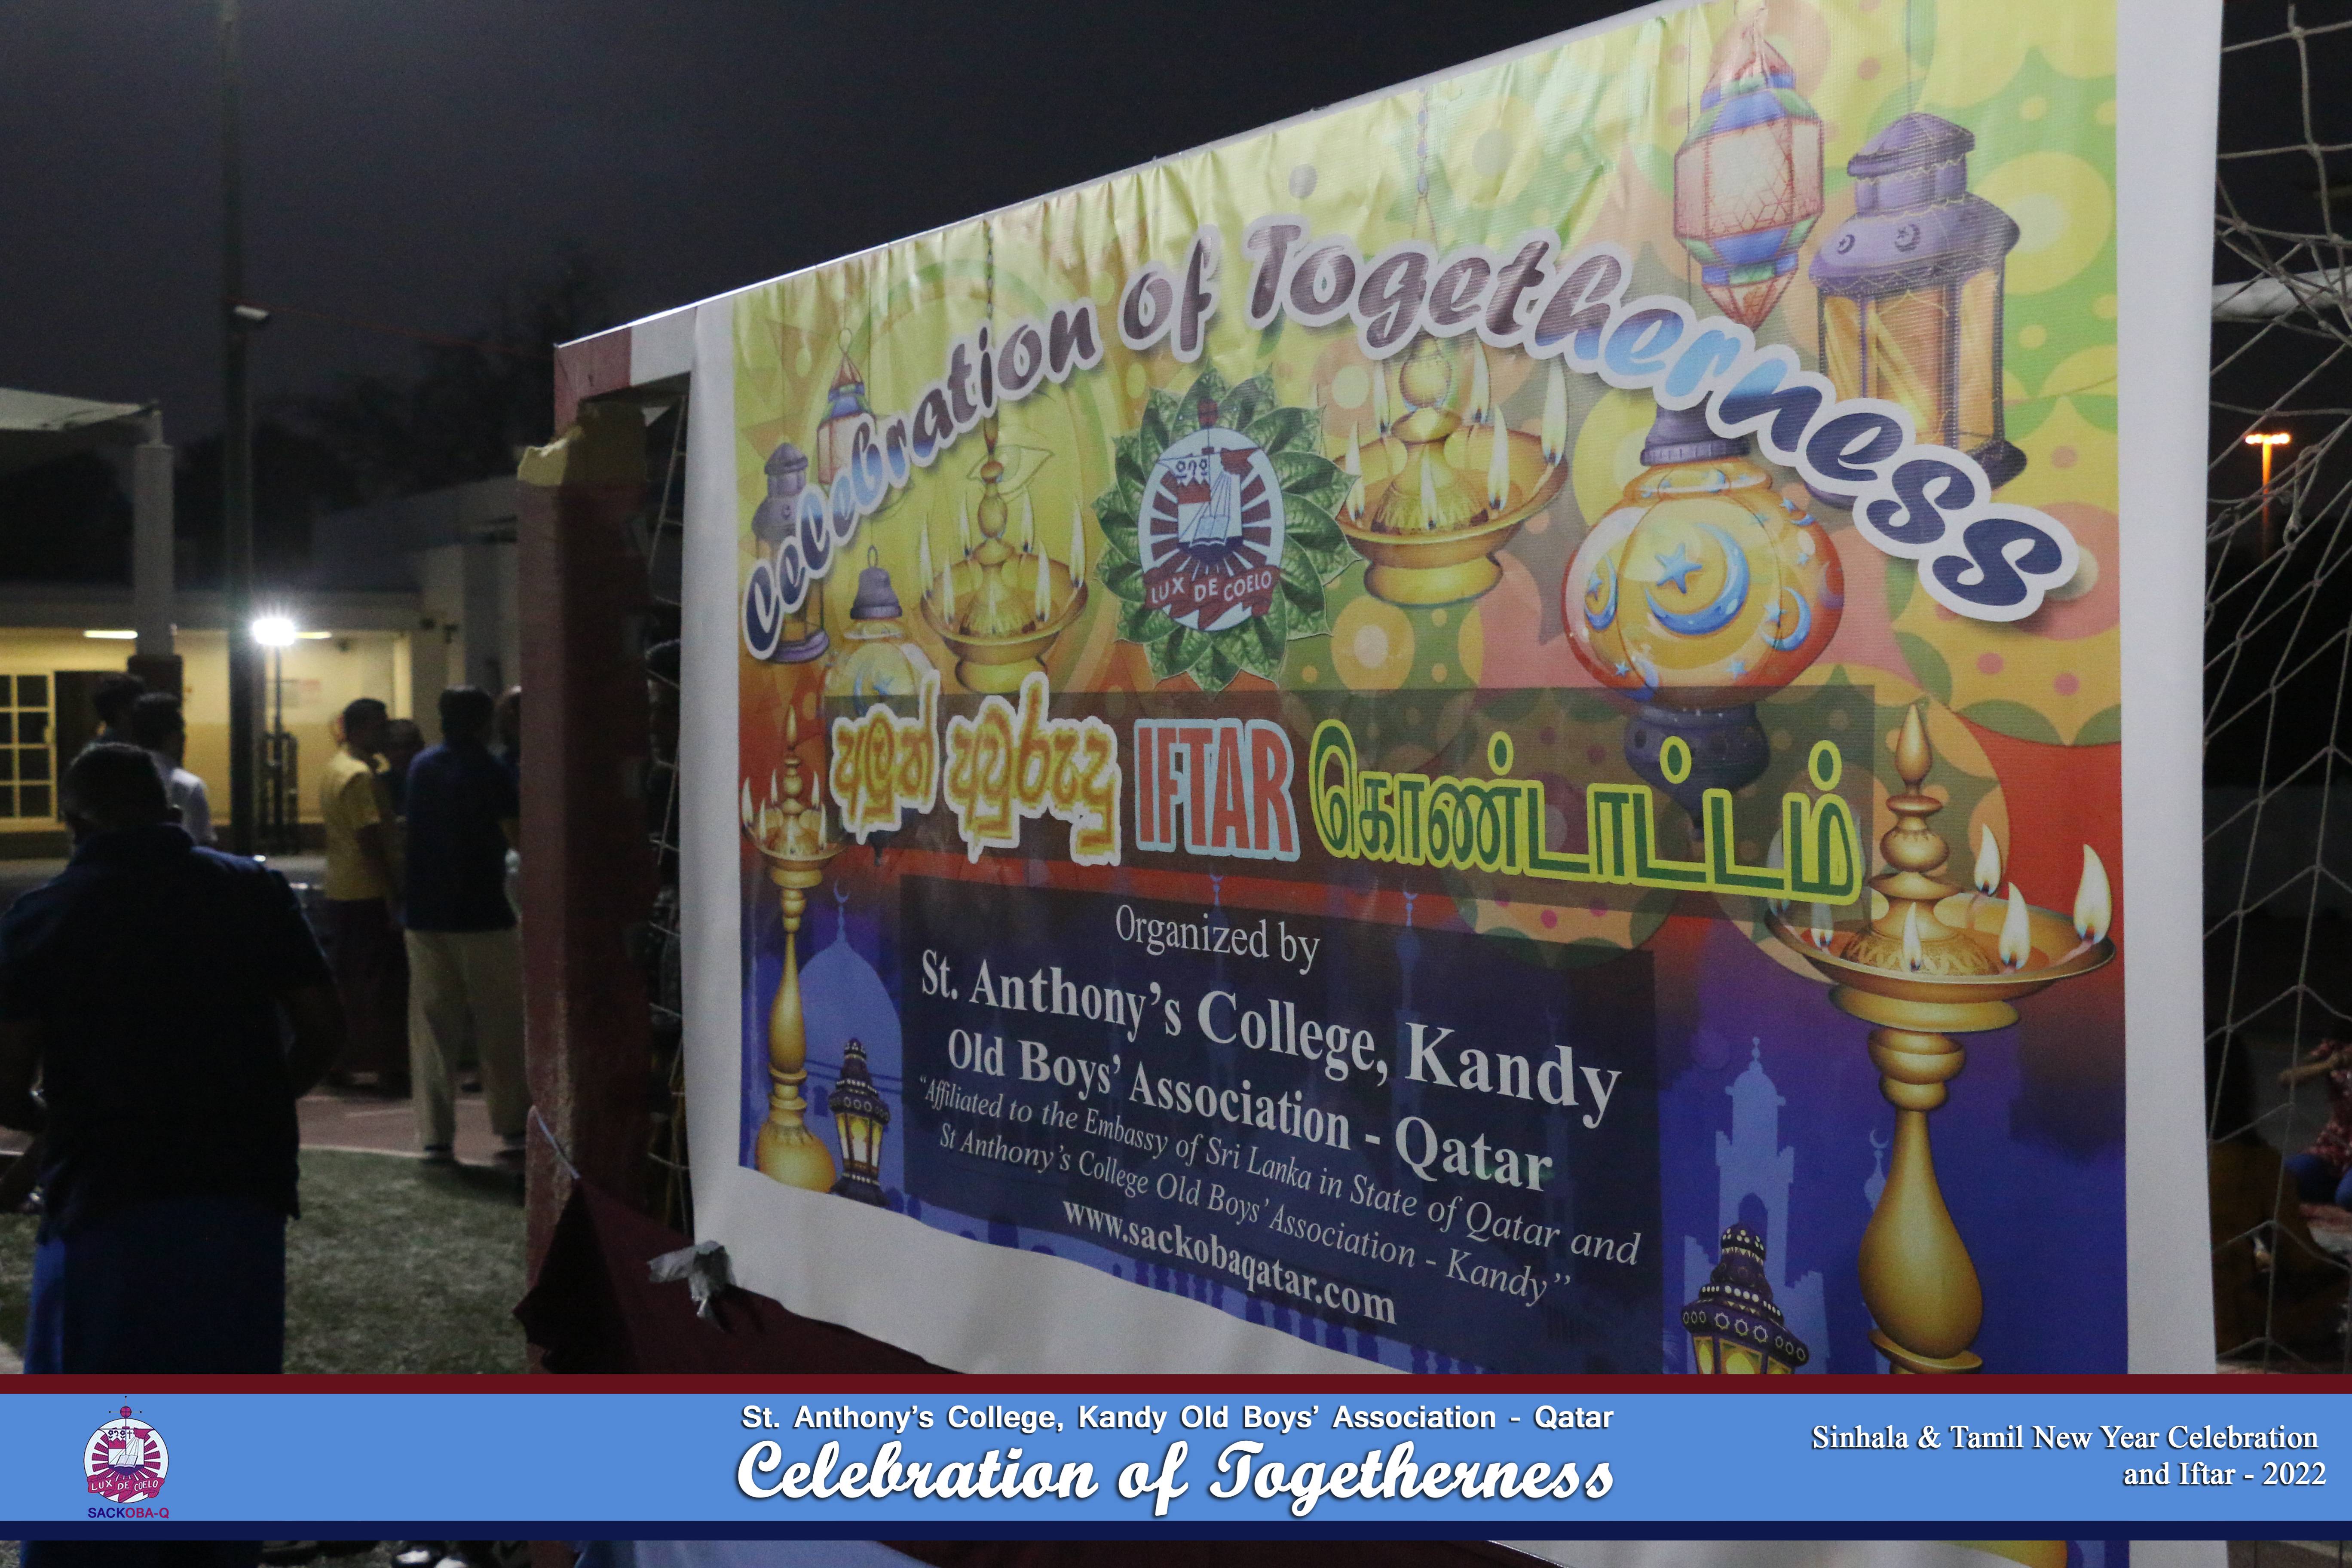 Celebration of Togetherness
LUX DE COELO
අලුත් අවුරුදු IFTAR கொண்டாட்டம்
Organized by
St. Anthony's College, Kandy
Old Boys' Association - Qatar
“Affiliated to the Embassy of Sri Lanka in State of Qatar and
St Anthony's College Old Boys' Association - Kandy”
www.sackobaqatar.com
LUX DE COELO
SACKOBA-Q
St. Anthony's College, Kandy Old Boys' Association - Qatar
Celebration of Togetherness
Sinhala & Tamil New Year Celebration
and Iftar - 2022